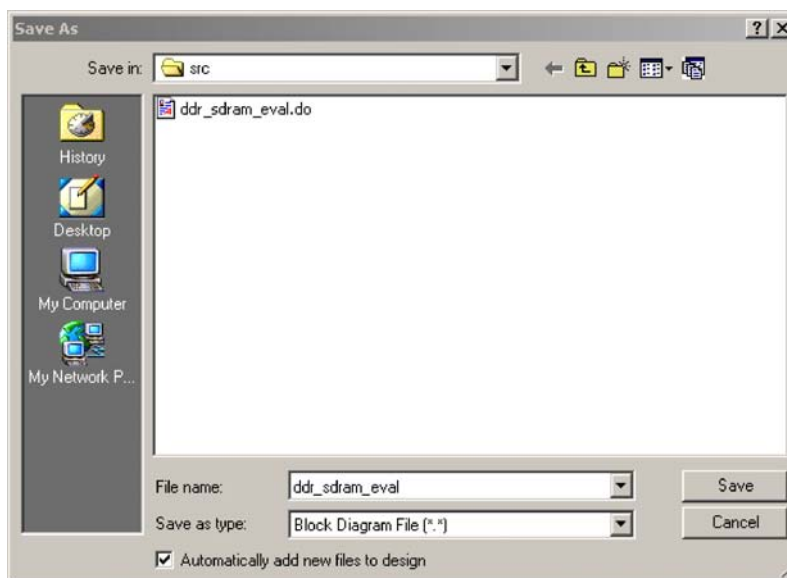 Save As
Save in: src
ddr_sdram_eval.do
History
Desktop
My Computer
My Network P...
File name: ddr_sdram_eval Save
Save as type: Block Diagram File (*.*) Cancel
Automatically add new files to design